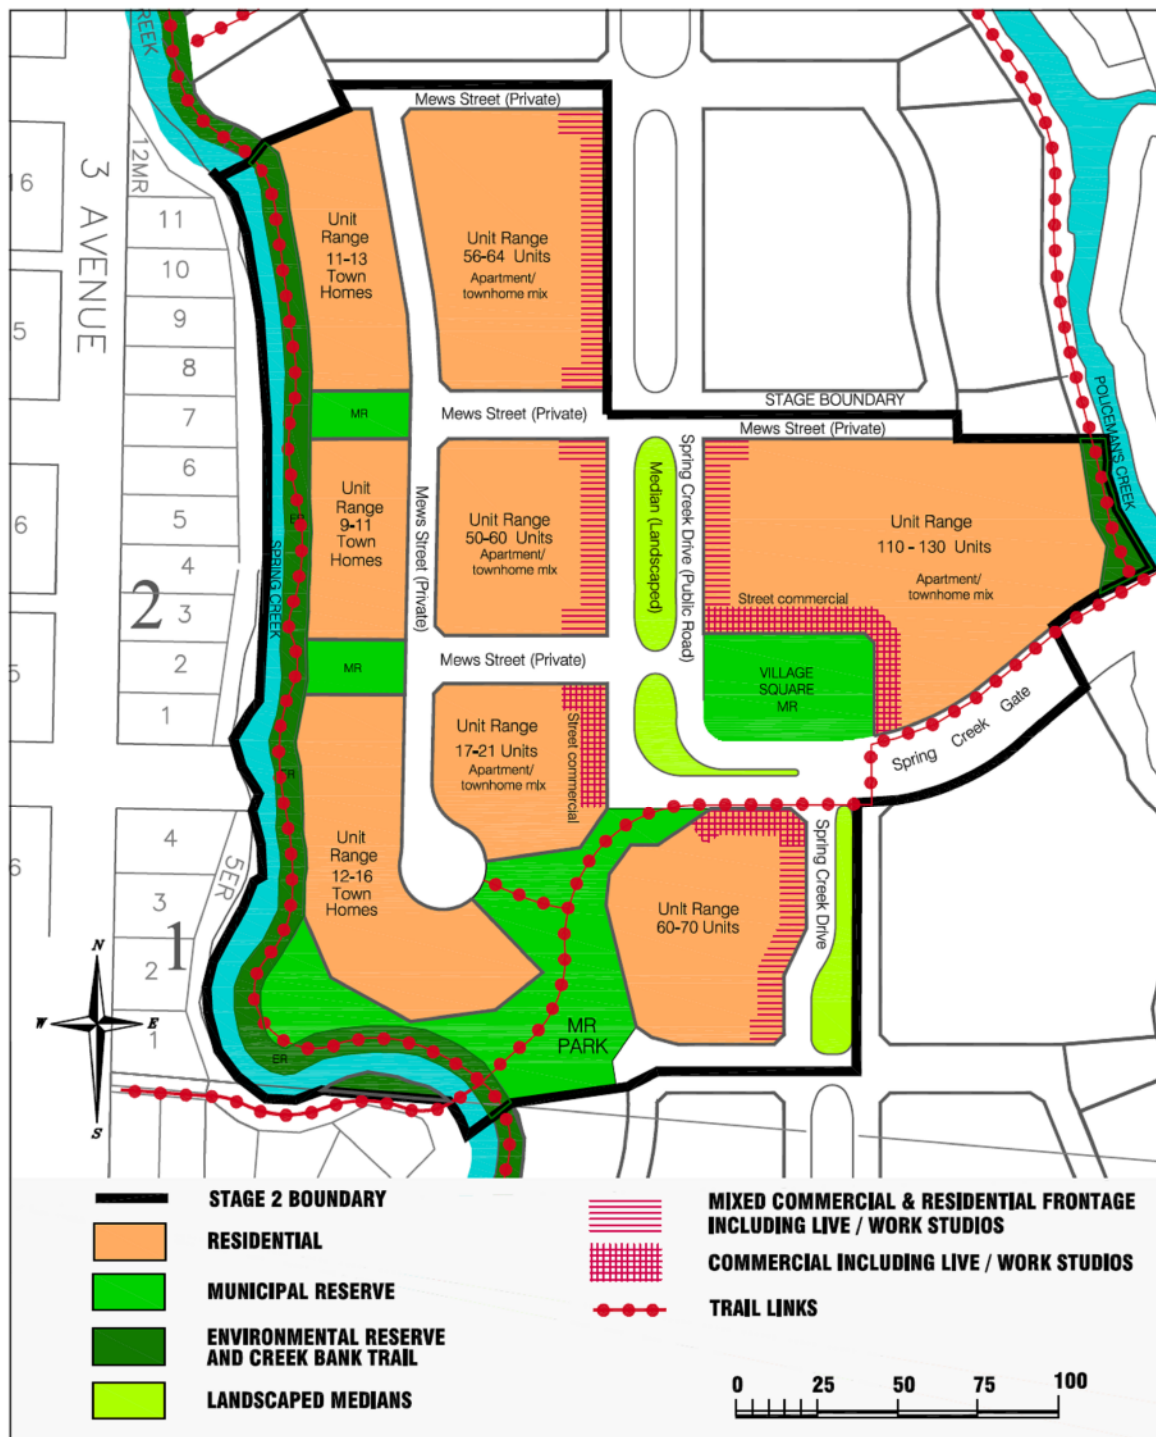 CREEK
Mews Street (Private)
3 AVENUE
12MR
16
11
10
9
8
7
6
5
4
3
2
1
5
6
5
6
2
Unit
Range
11-13
Town
Homes
Unit Range
56-64 Units
Apartment/
townhome mix
MR
Mews Street (Private)
STAGE BOUNDARY
Mews Street (Private)
POLICEMAN'S CREEK
Unit
Range
9-11
Town
Homes
ER
SPRING CREEK
Mews Street (Private)
Unit Range
50-60 Units
Apartment/
townhome mix
Median (Landscaped)
Spring Creek Drive (Public Road)
Unit Range
110 - 130 Units
Apartment/
townhome mix
Street commercial
MR
Mews Street (Private)
VILLAGE
SQUARE
MR
Unit Range
17-21 Units
Apartment/
townhome mix
Street commercial
Spring Creek Gate
ER
4
3
2
1
5ER
1
Unit
Range
12-16
Town
Homes
Unit Range
60-70 Units
Spring Creek Drive
MR
PARK
ER
N
W
E
S
STAGE 2 BOUNDARY
RESIDENTIAL
MUNICIPAL RESERVE
ENVIRONMENTAL RESERVE
AND CREEK BANK TRAIL
LANDSCAPED MEDIANS
MIXED COMMERCIAL & RESIDENTIAL FRONTAGE
INCLUDING LIVE / WORK STUDIOS
COMMERCIAL INCLUDING LIVE / WORK STUDIOS
TRAIL LINKS
0 25 50 75 100